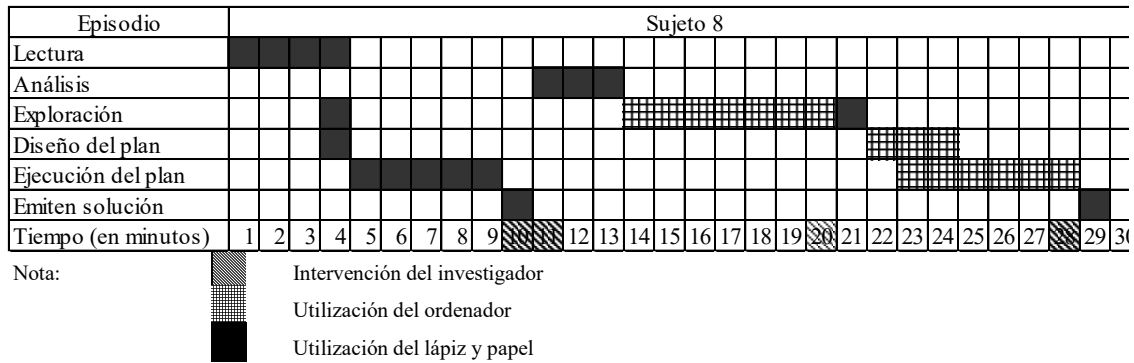 Episodio Sujeto 8
Lectura
Análisis
Exploración
Diseño del plan
Ejecución del plan
Emiten solución
Tiempo (en minutos) 1 2 3 4 5 6 7 8 9 10 11 12 13 14 15 16 17 18 19 20 21 22 23 24 25 26 27 28 29 30
Nota: Intervención del investigador
Utilización del ordenador
Utilización del lápiz y papel